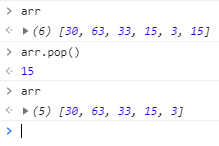 > arr
<· ▶ (6) [30, 63, 33, 15, 3, 15]
> arr.pop()
<· 15
> arr
<· ▶ (5) [30, 63, 33, 15, 3]
>